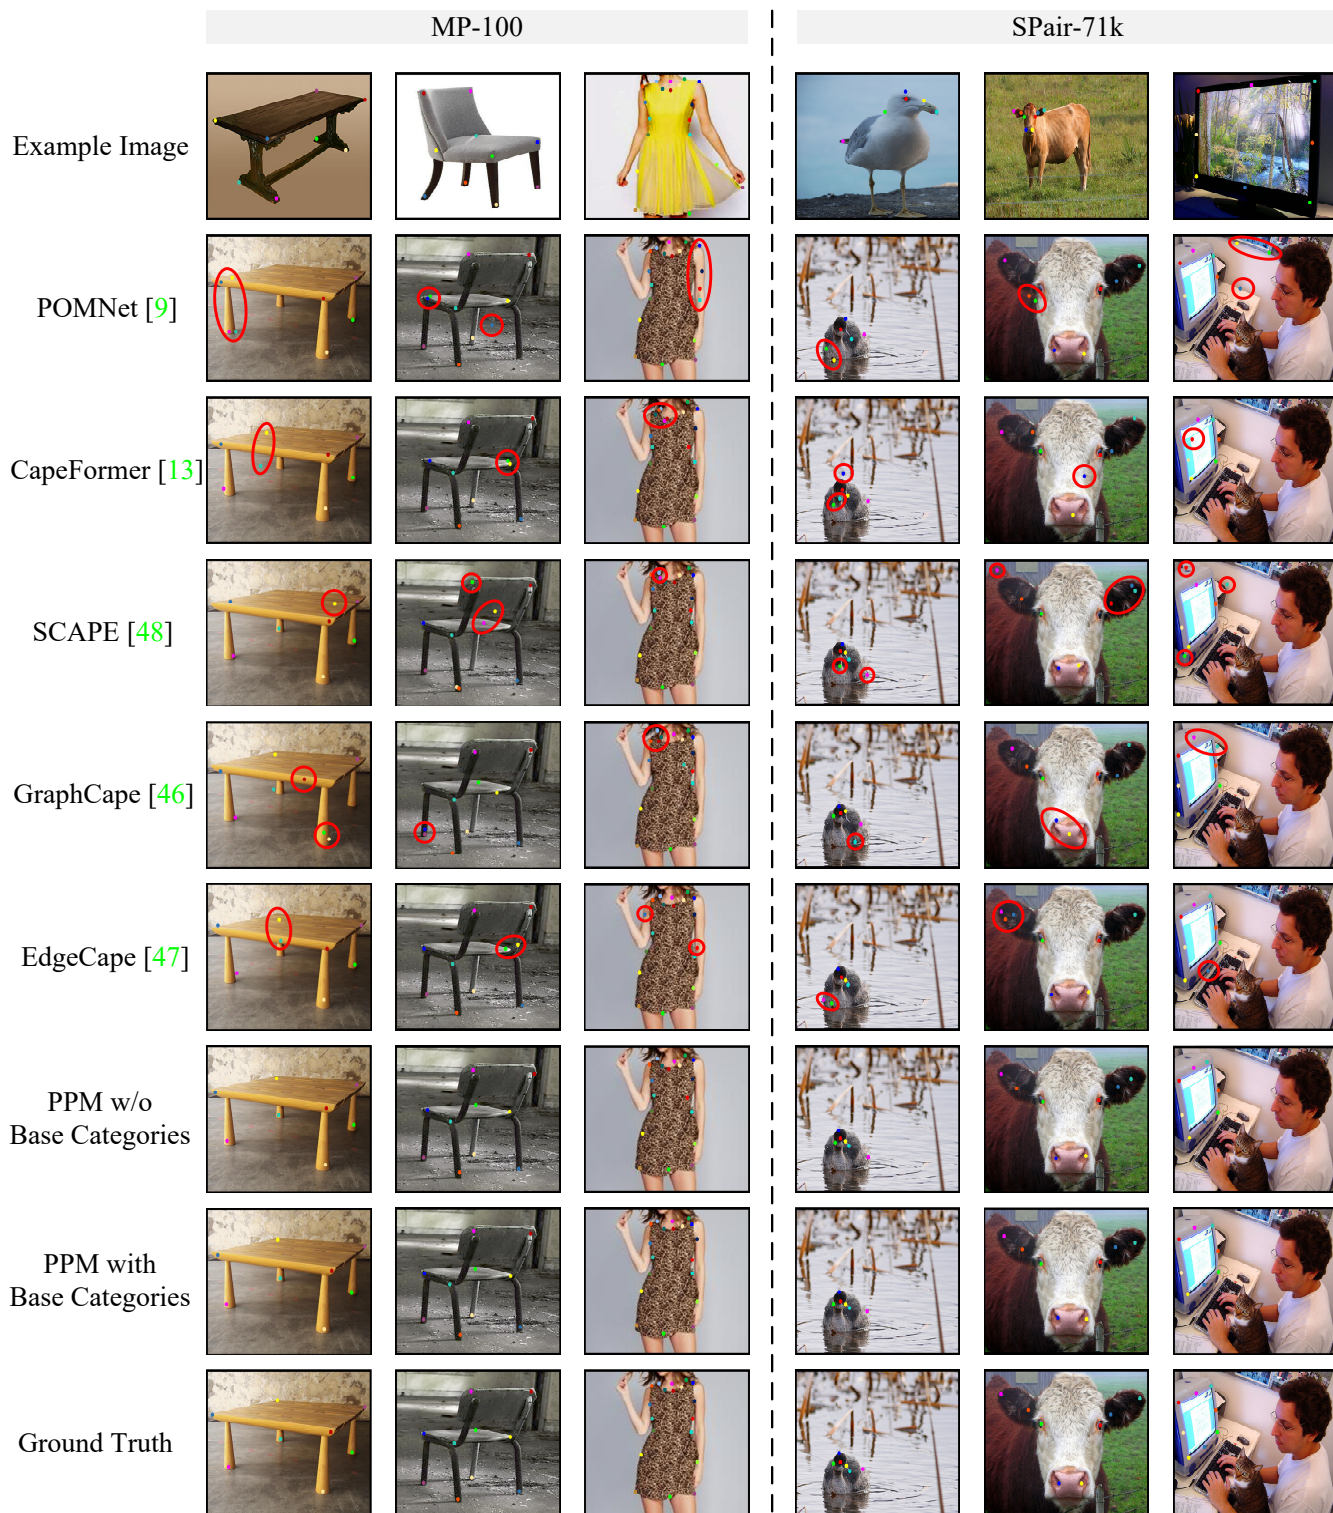 MP-100
SPair-71k
Example Image
POMNet [9]
CapeFormer [13]
SCAPE [48]
GraphCape [46]
EdgeCape [47]
PPM w/o
Base Categories
PPM with
Base Categories
Ground Truth